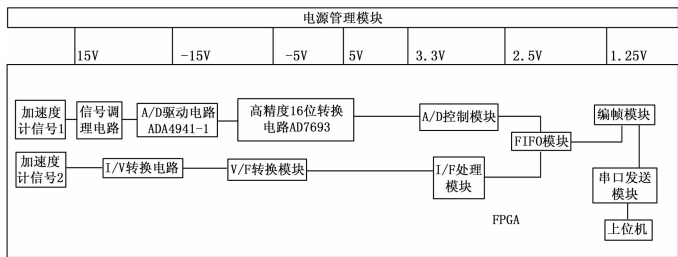 电源管理模块
15V
-15V
-5V
5V
3.3V
2.5V
1.25V
加速度
计信号1
信号调
理电路
A/D驱动电路
ADA4941-1
高精度16位转换
电路AD7693
A/D控制模块
FIFO模块
编帧模块
加速度
计信号2
I/V转换电路
V/F转换模块
I/F处理
模块
串口发送
模块
FPGA
上位机